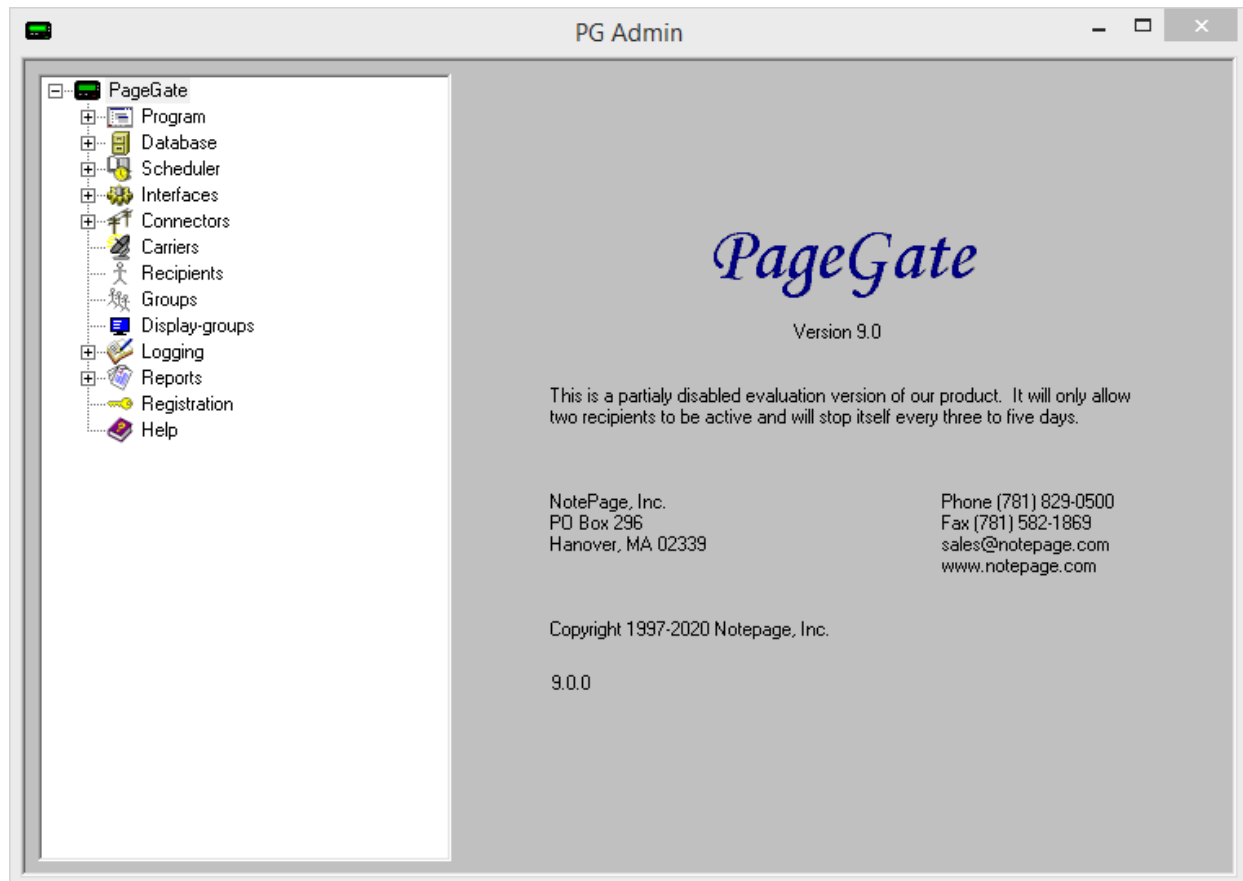 PG Admin
PageGate
Program
Database
Scheduler
Interfaces
Connectors
Carriers
Recipients
Groups
Display-groups
Logging
Reports
Registration
Help
PageGate
Version 9.0
This is a partialy disabled evaluation version of our product. It will only allow
two recipients to be active and will stop itself every three to five days.
NotePage, Inc.
PO Box 296
Hanover, MA 02339
Phone (781) 829-0500
Fax (781) 582-1869
sales@notepage.com
www.notepage.com
Copyright 1997-2020 Notepage, Inc.
9.0.0